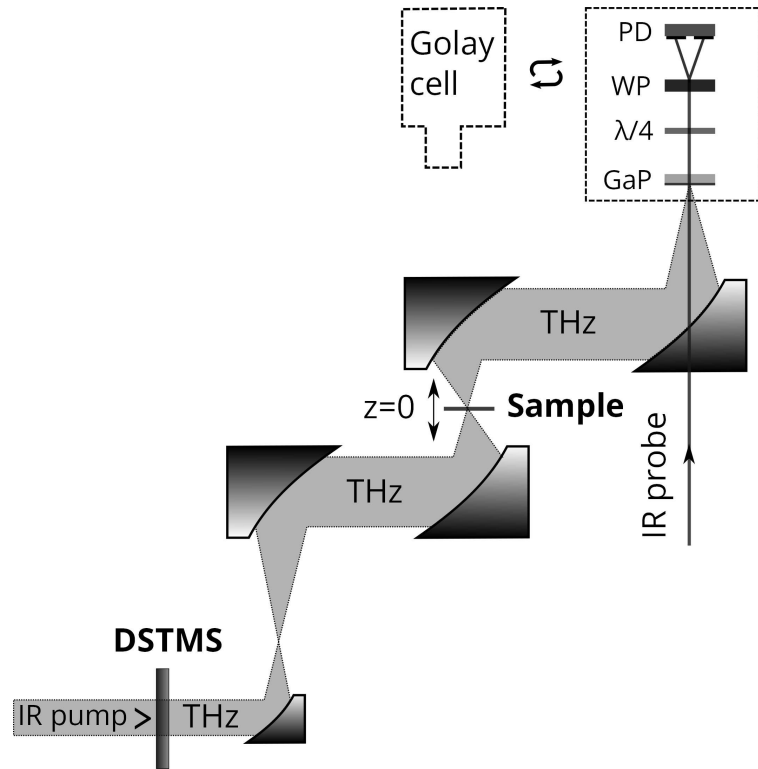 Golay
cell
PD
WP
λ/4
GaP
THz
z=0
Sample
THz
IR probe
DSTMS
IR pump >
THz